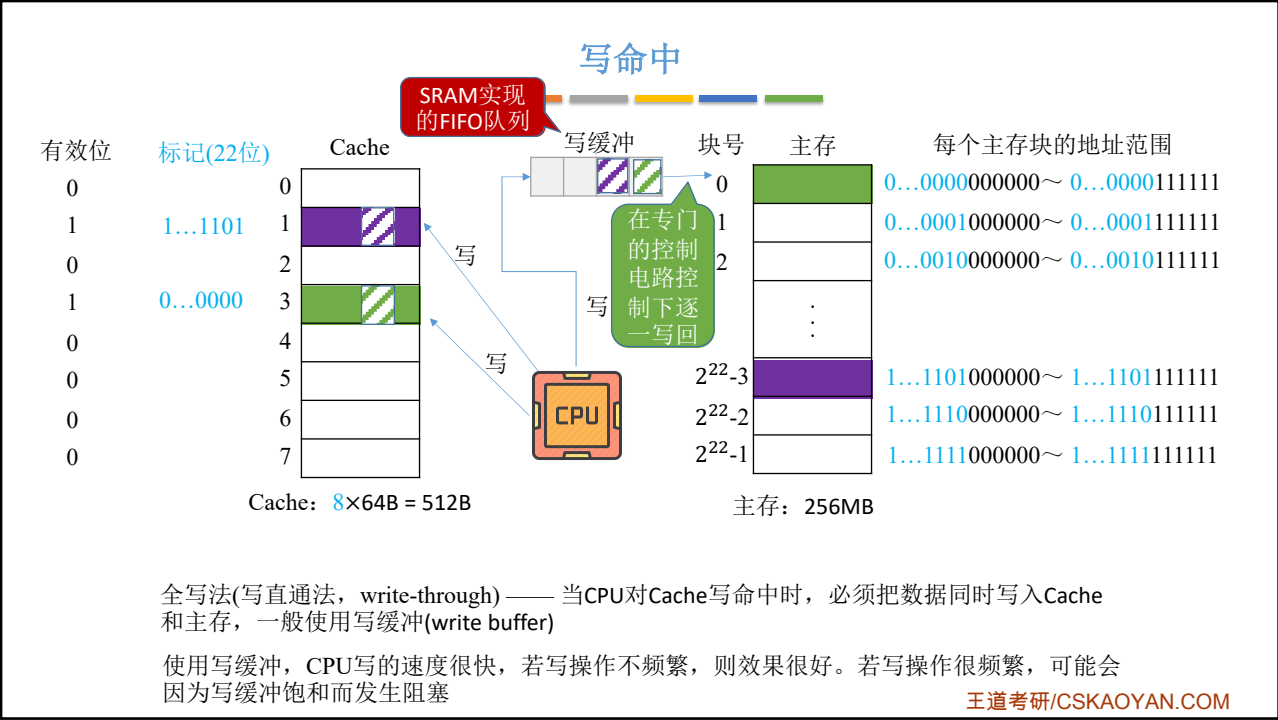 写命中
SRAM实现
的FIFO队列
有效位
标记(22位)
Cache
写缓冲
块号
主存
每个主存块的地址范围
0
0
0
0…0000000000～ 0…0000111111
1
1…1101
1
1
0…0001000000～ 0…0001111111
0
2
2
0…0010000000～ 0…0010111111
1
0…0000
3
在专门
的控制
电路控
制下逐
一写回
写
写
写
0
4
0
5
0
6
0
7
CPU
2²²-3
1…1101000000～ 1…1101111111
2²²-2
1…1110000000～ 1…1110111111
2²²-1
1…1111000000～ 1…1111111111
Cache：8×64B = 512B
主存：256MB
全写法(写直通法，write-through) —— 当CPU对Cache写命中时，必须把数据同时写入Cache
和主存，一般使用写缓冲(write buffer)
使用写缓冲，CPU写的速度很快，若写操作不频繁，则效果很好。若写操作很频繁，可能会
因为写缓冲饱和而发生阻塞
王道考研/CSKAOYAN.COM